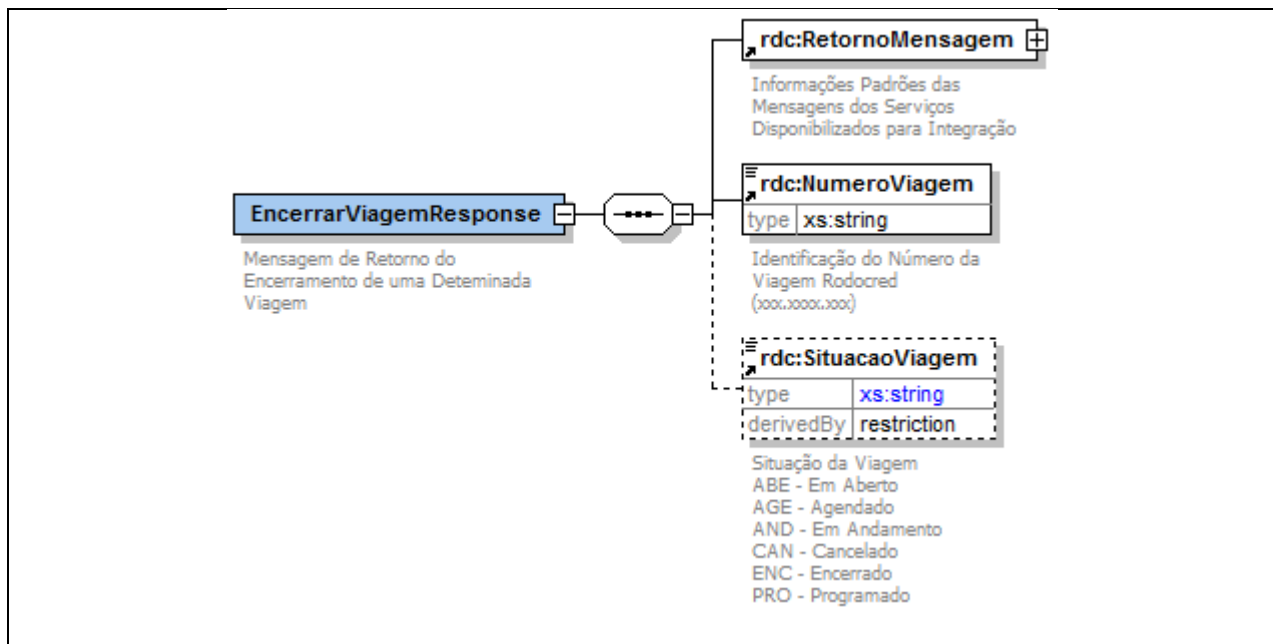 rdc:RetornoMensagem
Informações Padrões das
Mensagens dos Serviços
Disponibilizados para Integração
EncerrarViagemResponse
Mensagem de Retorno do
Encerramento de uma Deteminada
Viagem
rdc:NumeroViagem
type xs:string
Identificação do Número da
Viagem Rodocred
(xxx.xxxx.xxx)
rdc:SituacaoViagem
type xs:string
derivedBy restriction
Situação da Viagem
ABE - Em Aberto
AGE - Agendado
AND - Em Andamento
CAN - Cancelado
ENC - Encerrado
PRO - Programado